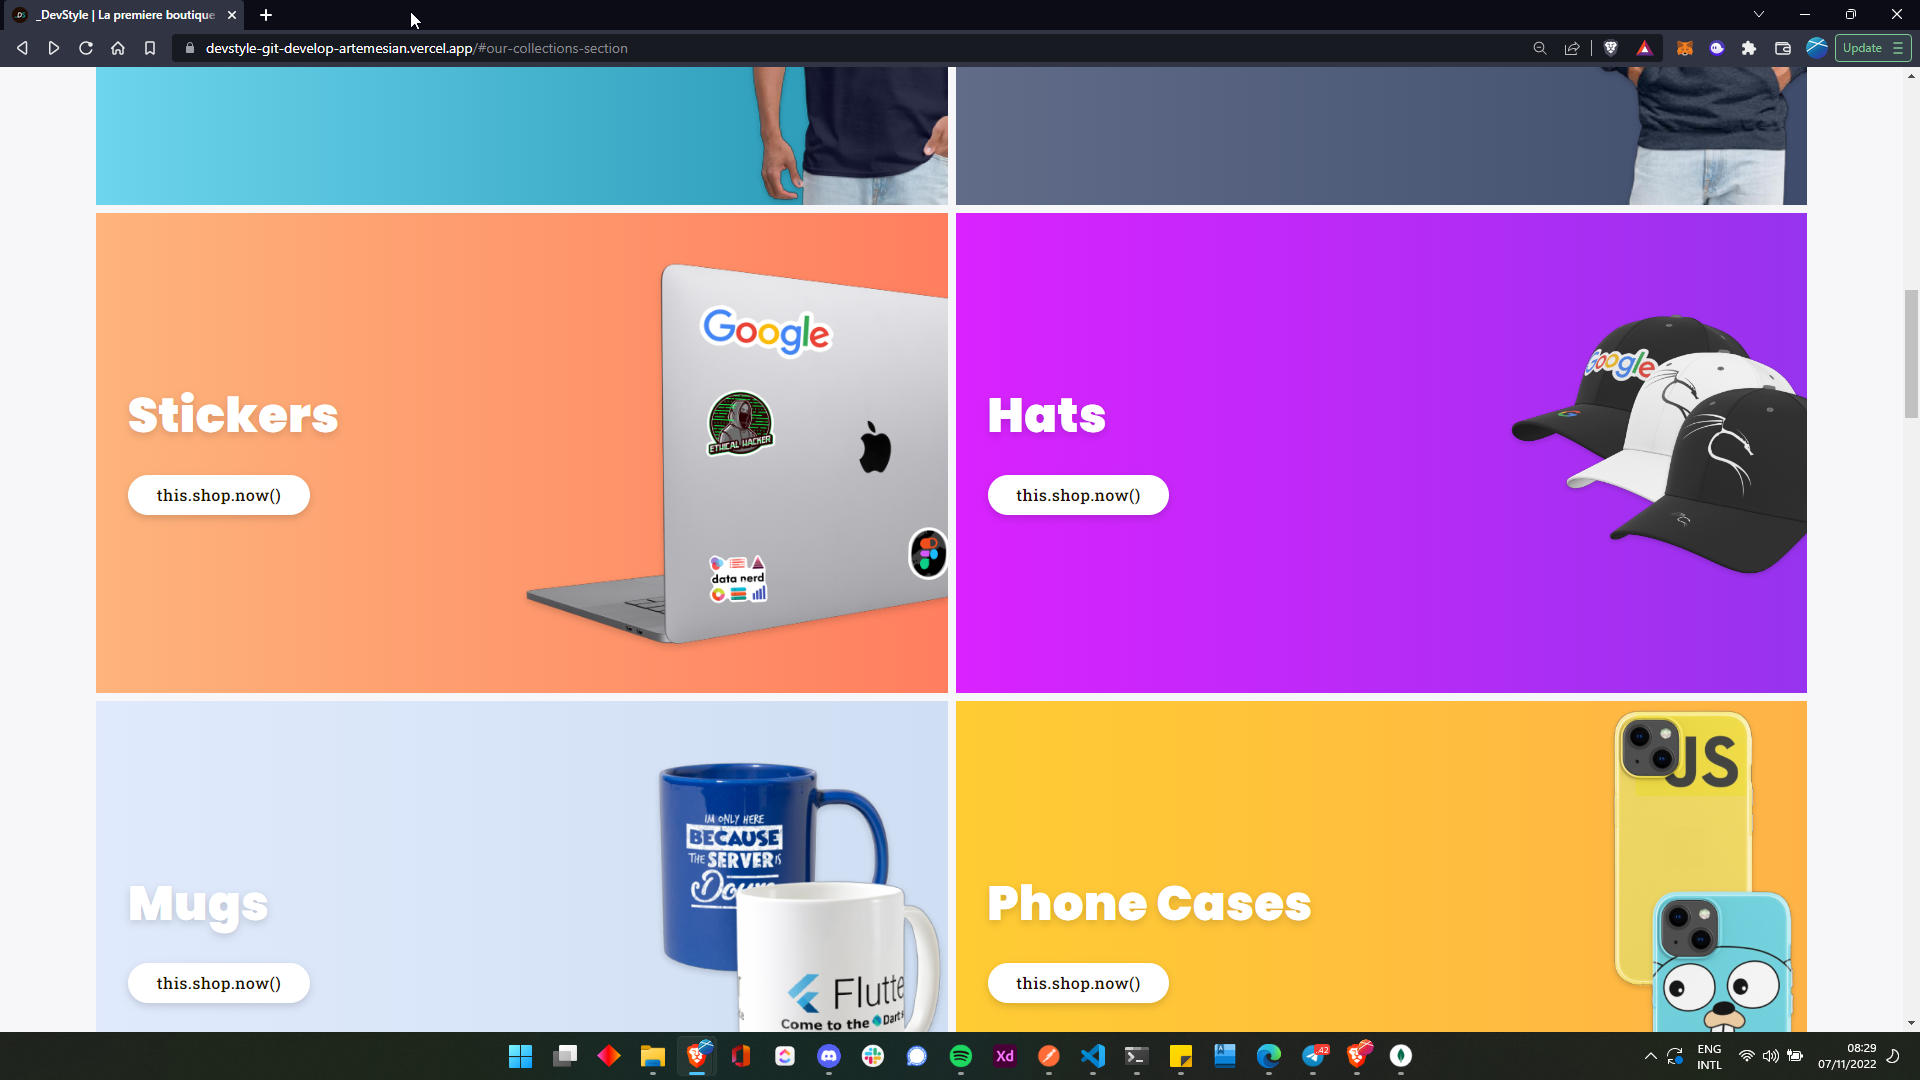 _DevStyle | La premiere boutique
devstyle-git-develop-artemesian.vercel.app/#our-collections-section
Update
Stickers
this.shop.now()
Google
ETHICAL HACKER
data nerd
Hats
this.shop.now()
Google
Mugs
this.shop.now()
IM ONLY HERE
BECAUSE
THE SERVER IS
Down
Flutte
Come to the Dart
Phone Cases
this.shop.now()
JS
Xd
42
ENG
INTL
08:29
07/11/2022